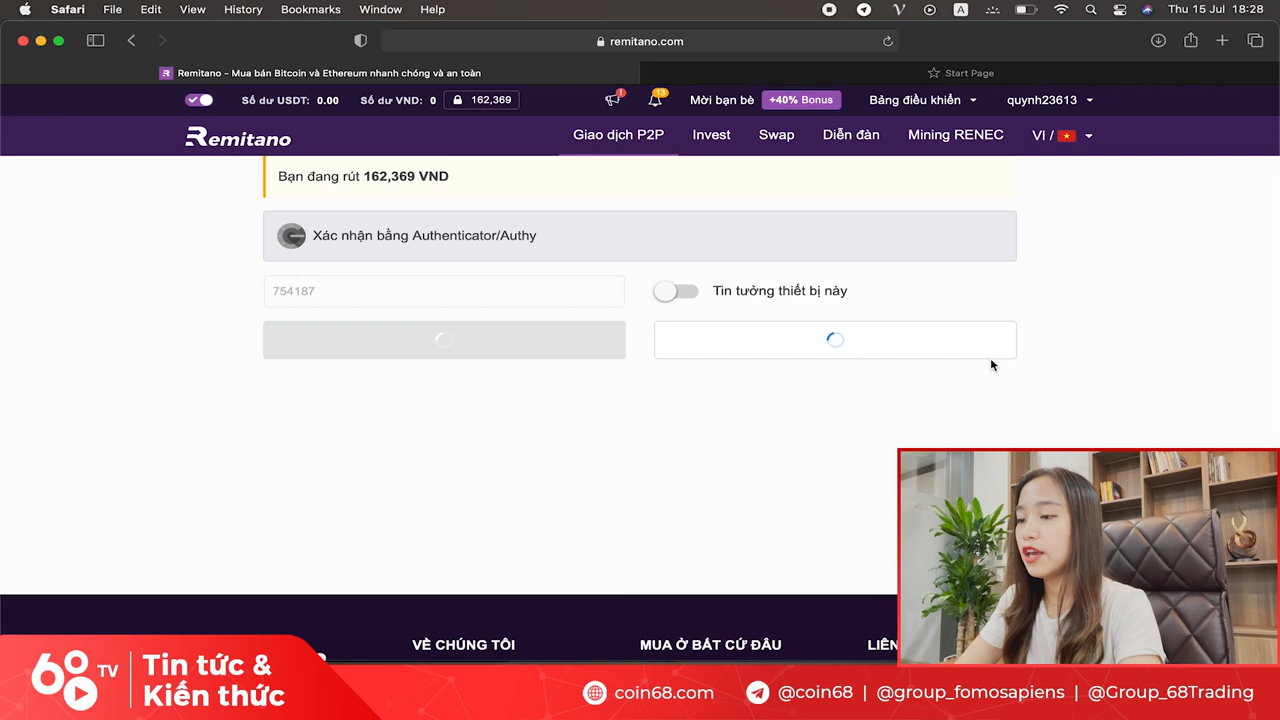 Safari File Edit View History Bookmarks Window Help
A
Thu 15 Jul 18:28
remitano.com
Remitano - Mua bán Bitcoin và Ethereum nhanh chóng và an toàn
Start Page
Số dư USDT: 0.00 Số dư VND: 0 162,369
13
Mời bạn bè +40% Bonus Bảng điều khiển quynh23613
Remitano
Giao dịch P2P Invest Swap Diễn đàn Mining RENEC VI /
Bạn đang rút 162,369 VND
Xác nhận bằng Authenticator/Authy
754187
Tin tưởng thiết bị này
VỀ CHÚNG TÔI MUA Ở BẤT CỨ ĐÂU
68 TV
Tin tức &
Kiến thức
coin68.com @coin68 | @group_fomosapiens | @Group_68Trading